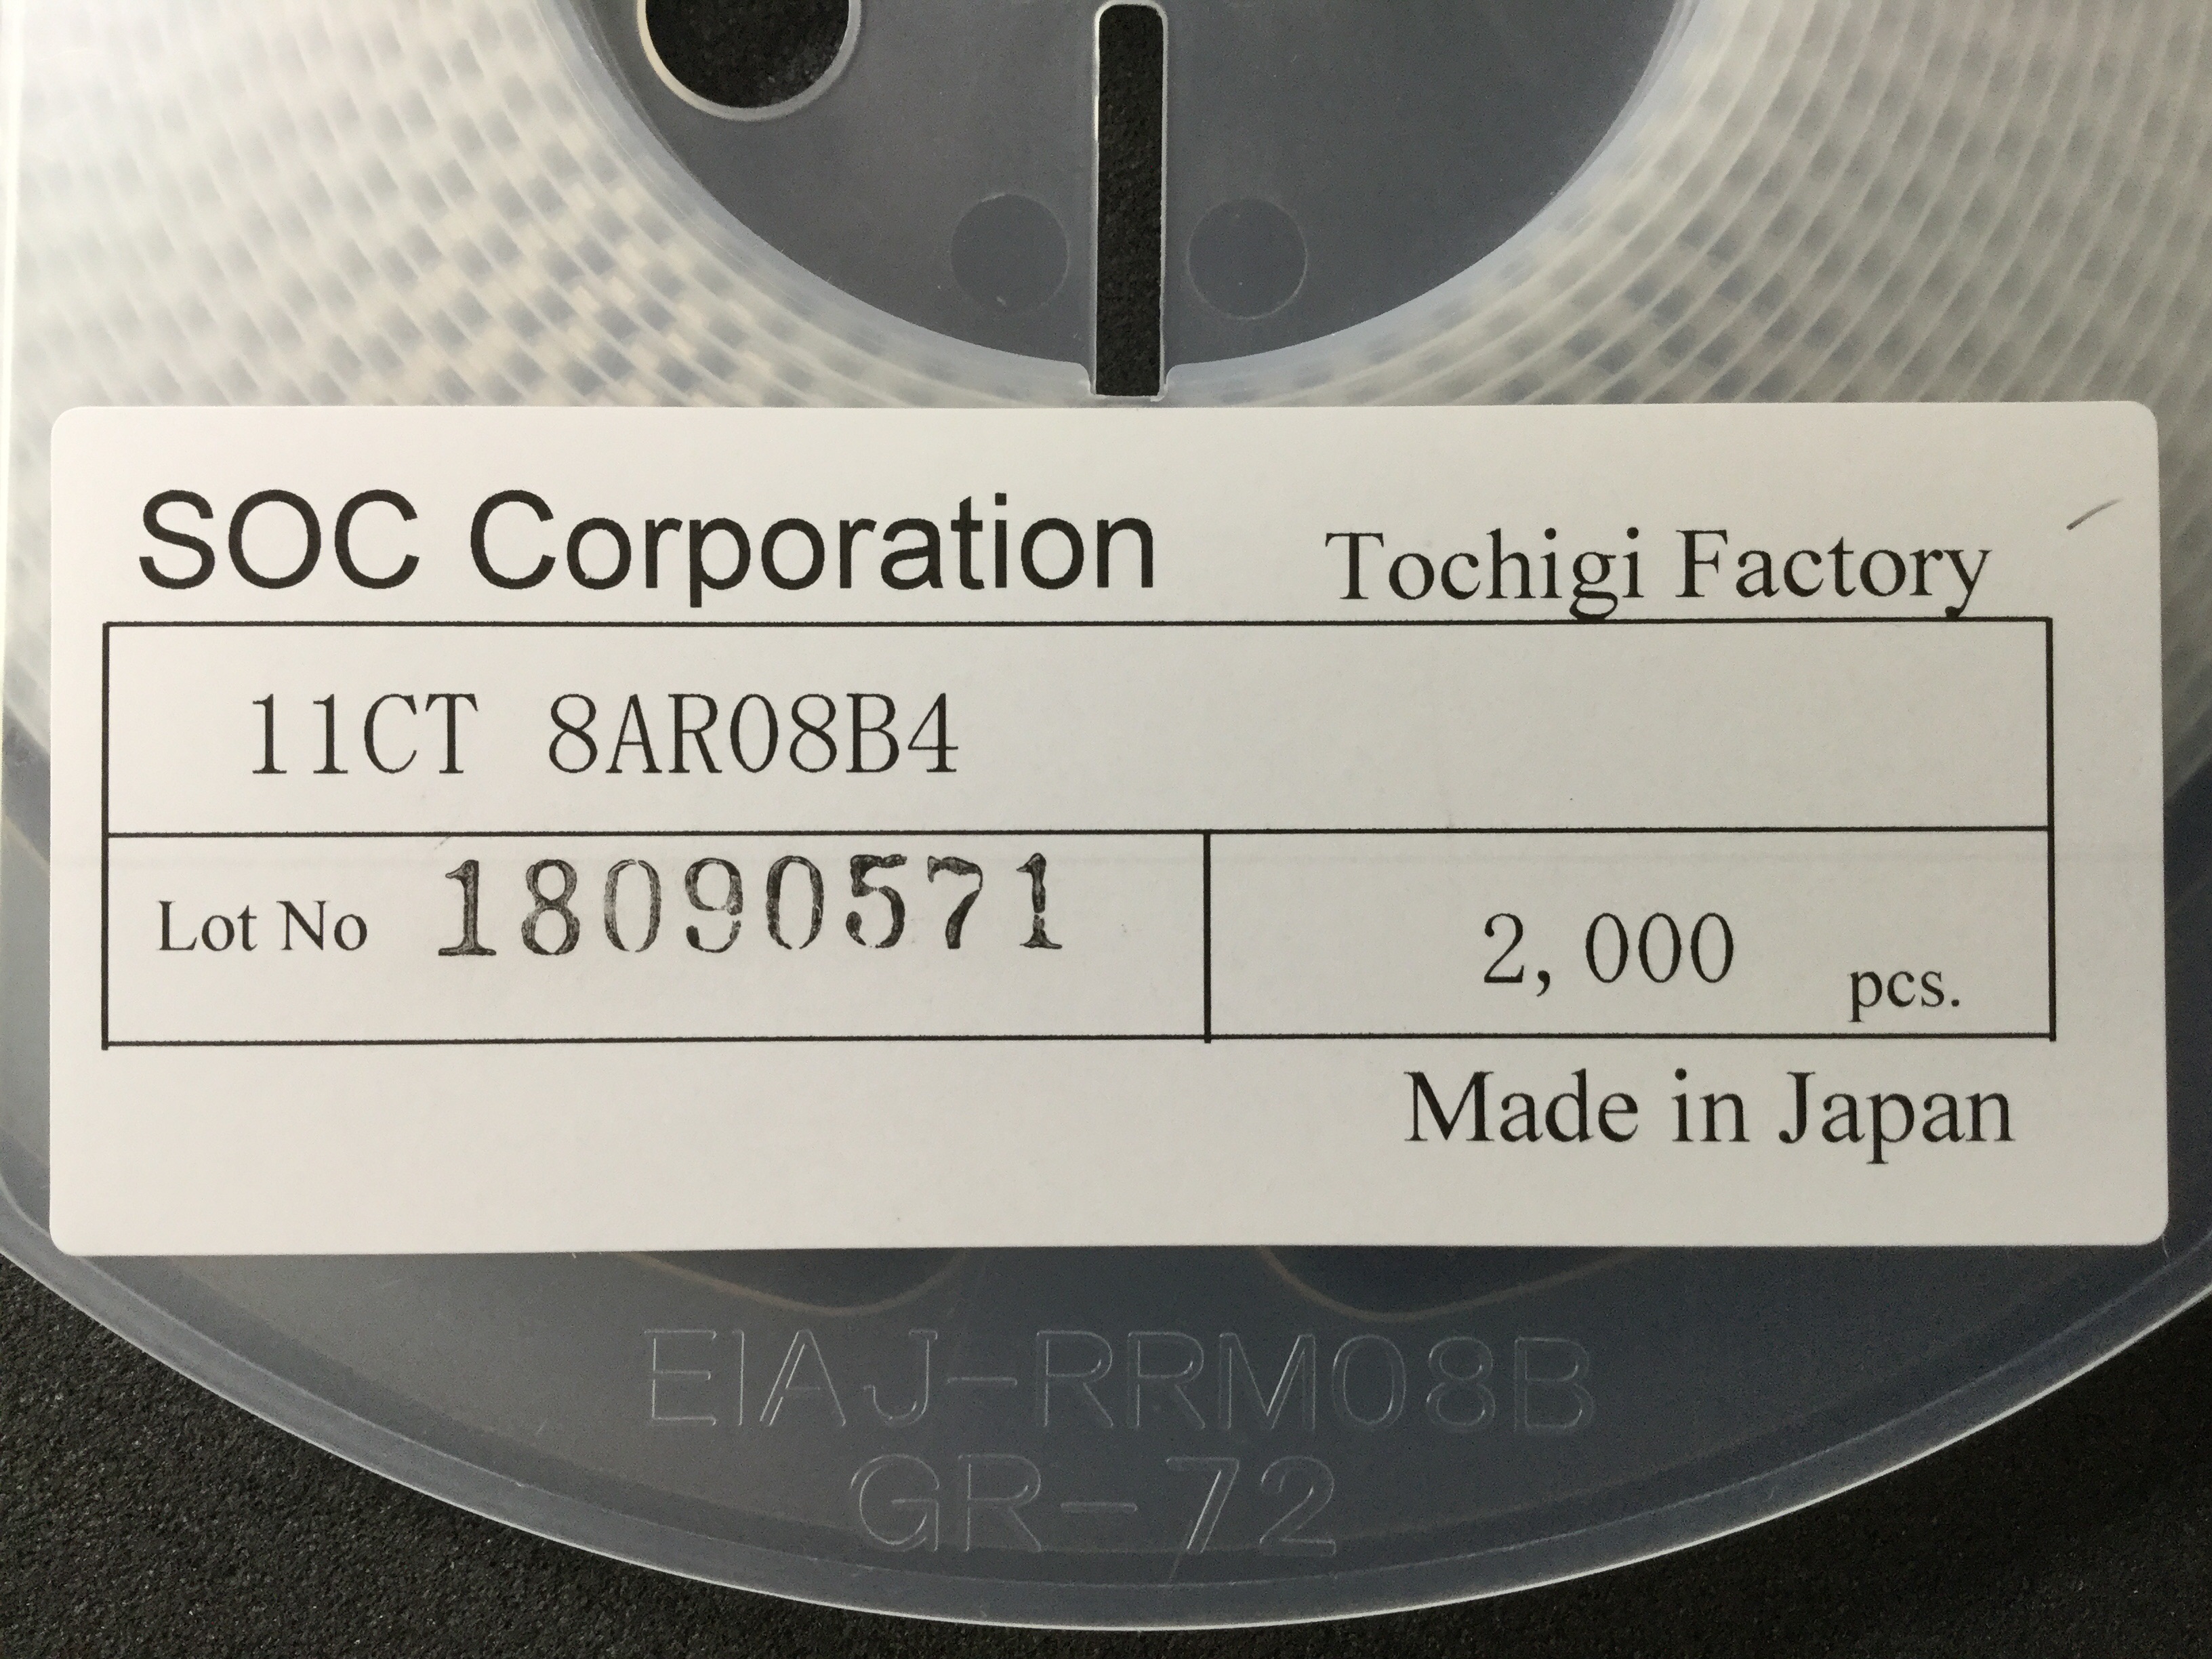 SOC Corporation Tochigi Factory
11CT 8AR08B4
Lot No 18090571 2,000 pcs.
Made in Japan
EIAJ-RRM08B
GR-72